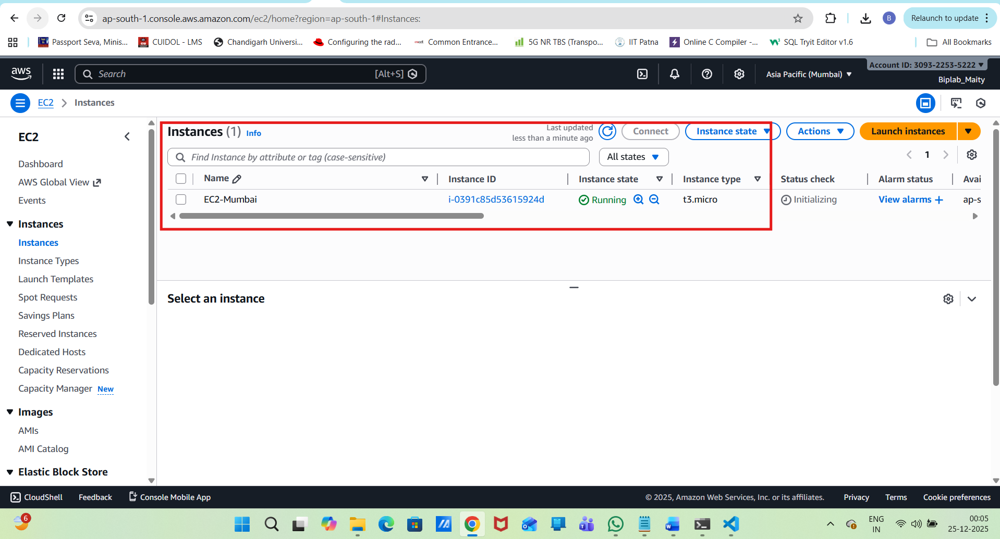 ap-south-1.console.aws.amazon.com/ec2/home?region=ap-south-1#Instances:
B
Relaunch to update
Passport Seva, Minis...
CUIDOL - LMS
Chandigarh Universi...
Configuring the rad...
Common Entrance...
5G NR TBS (Transpo...
IIT Patna
Online C Compiler -...
SQL Tryit Editor v1.6
All Bookmarks
aws
Search
[Alt+S]
Asia Pacific (Mumbai)
Account ID: 3093-2253-5222
Biplab_Maity
EC2
Instances
EC2
Dashboard
AWS Global View
Events
Instances
Instances
Instance Types
Launch Templates
Spot Requests
Savings Plans
Reserved Instances
Dedicated Hosts
Capacity Reservations
Capacity Manager New
Images
AMIs
AMI Catalog
Elastic Block Store
Instances (1) Info
Last updated
less than a minute ago
Connect
Instance state
Actions
Launch instances
Find Instance by attribute or tag (case-sensitive)
All states
1
Name
Instance ID
Instance state
Instance type
Status check
Alarm status
Avai
EC2-Mumbai
i-0391c85d53615924d
Running
t3.micro
Initializing
View alarms +
ap-s
Select an instance
CloudShell
Feedback
Console Mobile App
© 2025, Amazon Web Services, Inc. or its affiliates.
Privacy
Terms
Cookie preferences
6
ENG
IN
00:05
25-12-2025